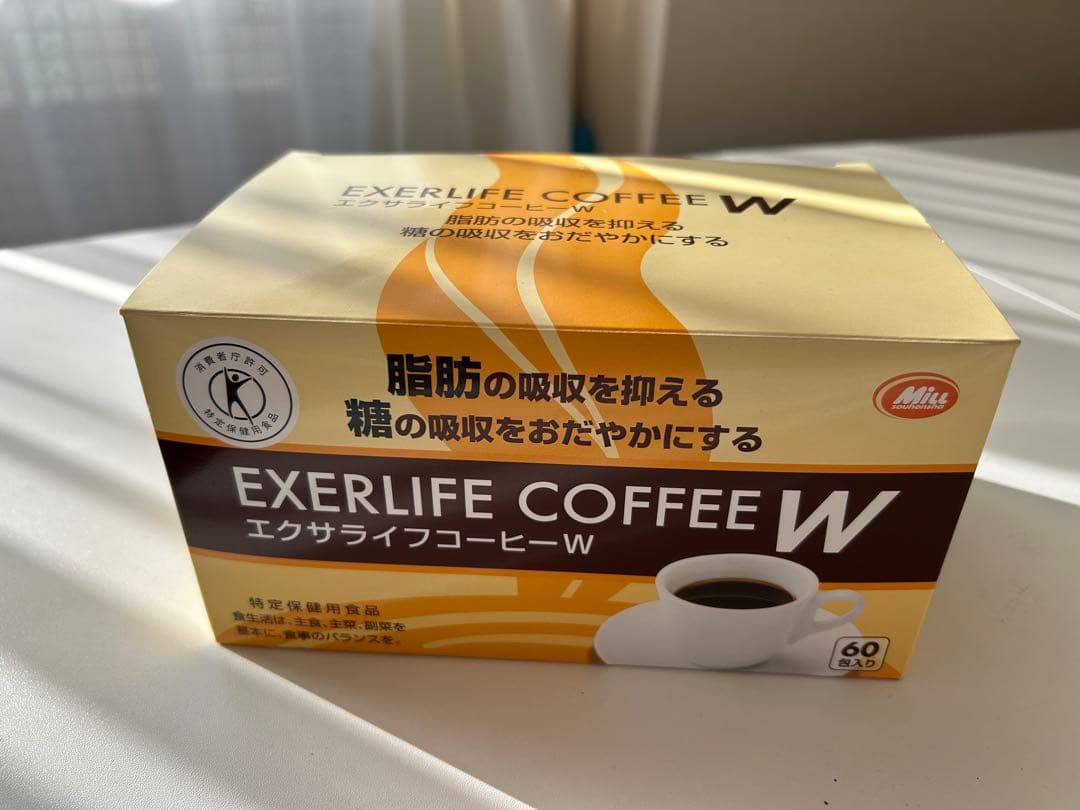 EXERLIFE COFFEE W
エクサライフコーヒーW
脂肪の吸収を抑える
糖の吸収をおだやかにする
消費者庁許可
特定保健用食品
脂肪の吸収を抑える
糖の吸収をおだやかにする
Mill
souhonsha
EXERLIFE COFFEE W
エクサライフコーヒーW
特定保健用食品
食生活は、主食、主菜、副菜を
基本に、食事のバランスを。
60
包入り